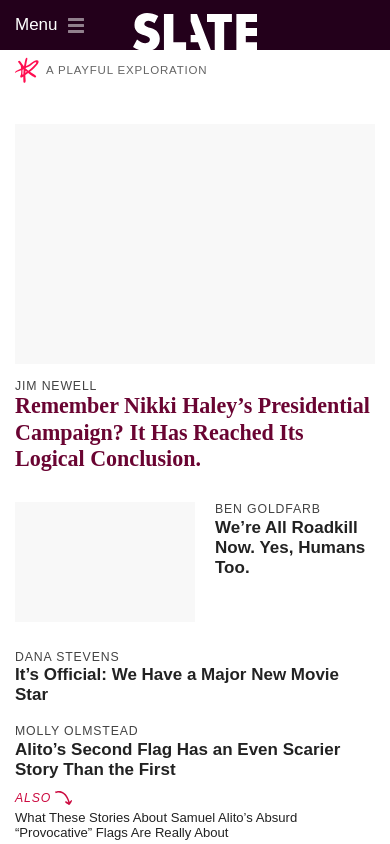 Menu
SLATE
A PLAYFUL EXPLORATION
JIM NEWELL
Remember Nikki Haley’s Presidential
Campaign? It Has Reached Its
Logical Conclusion.
BEN GOLDFARB
We’re All Roadkill
Now. Yes, Humans
Too.
DANA STEVENS
It’s Official: We Have a Major New Movie
Star
MOLLY OLMSTEAD
Alito’s Second Flag Has an Even Scarier
Story Than the First
ALSO
What These Stories About Samuel Alito’s Absurd
“Provocative” Flags Are Really About